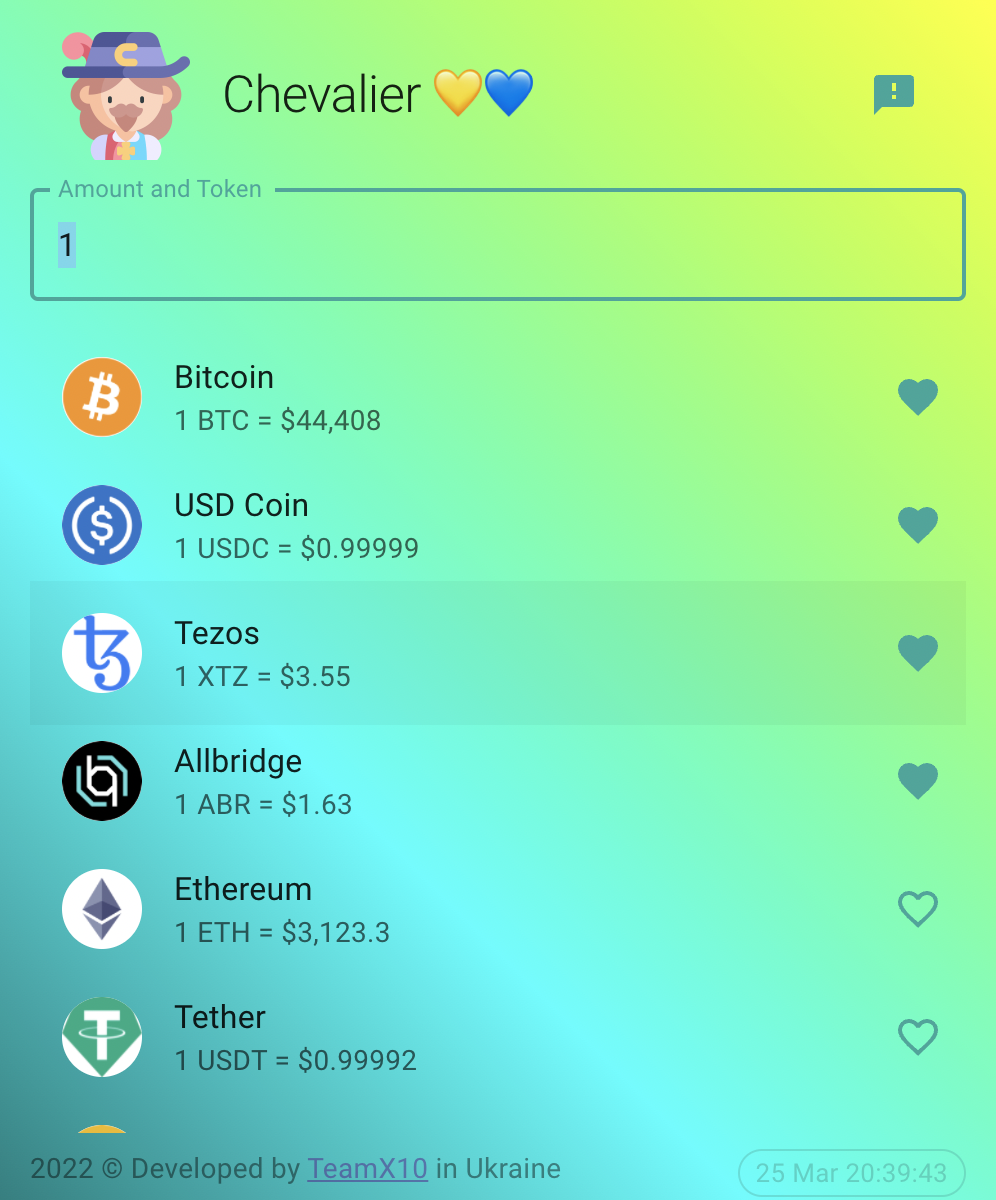 Chevalier 💛💙
Amount and Token
1
Bitcoin
1 BTC = $44,408
USD Coin
1 USDC = $0.99999
Tezos
1 XTZ = $3.55
Allbridge
1 ABR = $1.63
Ethereum
1 ETH = $3,123.3
Tether
1 USDT = $0.99992
2022 © Developed by TeamX10 in Ukraine
25 Mar 20:39:43